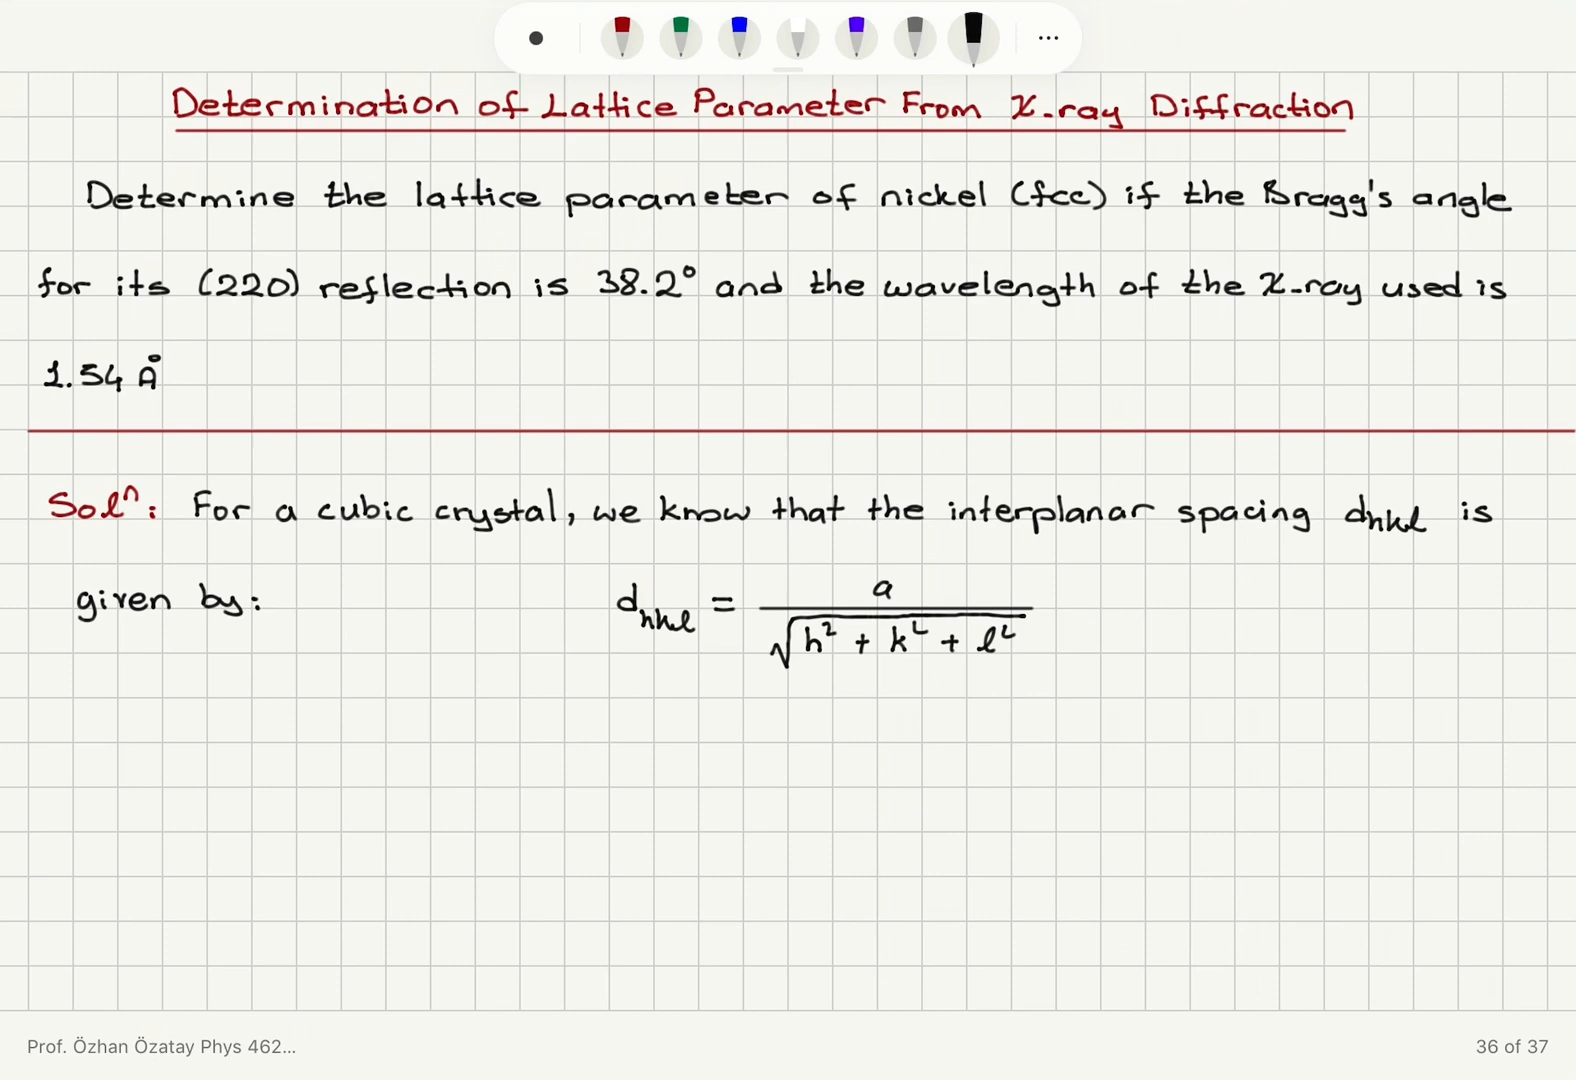 Determination of Lattice Parameter From X-ray Diffraction
Determine the lattice parameter of nickel (fcc) if the Bragg's angle
for its (220) reflection is 38.2° and the wavelength of the X-ray used is
1.54 Å
Solⁿ: For a cubic crystal, we know that the interplanar spacing dₕₖₗ is
given by: dₕₖₗ = a / √(h² + k² + l²)
Prof. Özhan Özatay Phys 462... 36 of 37